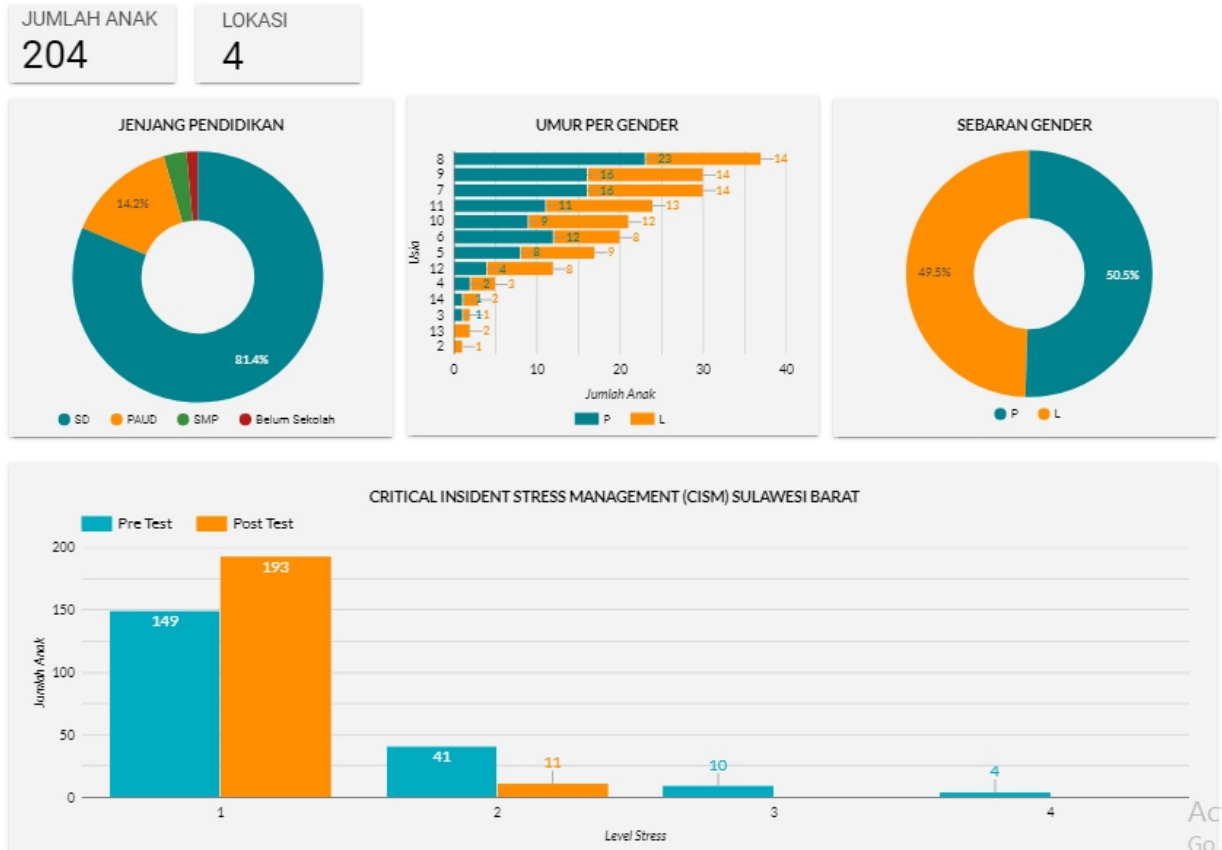 JUMLAH ANAK
204
LOKASI
4
JENJANG PENDIDIKAN
14.2%
81.4%
SD PAUD SMP Belum Sekolah
UMUR PER GENDER
Usia
8 23 14
9 16 14
7 16 14
11 11 13
10 9 12
6 12 8
5 8 9
12 4 8
4 2 3
14 1 2
3 1 1
13 2
2 1
0 10 20 30 40
Jumlah Anak
P L
SEBARAN GENDER
49.5%
50.5%
P L
CRITICAL INSIDENT STRESS MANAGEMENT (CISM) SULAWESI BARAT
Pre Test Post Test
Jumlah Anak
200
150
100
50
0
149
193
41
11
10
4
1 2 3 4
Level Stress
Ac
Go